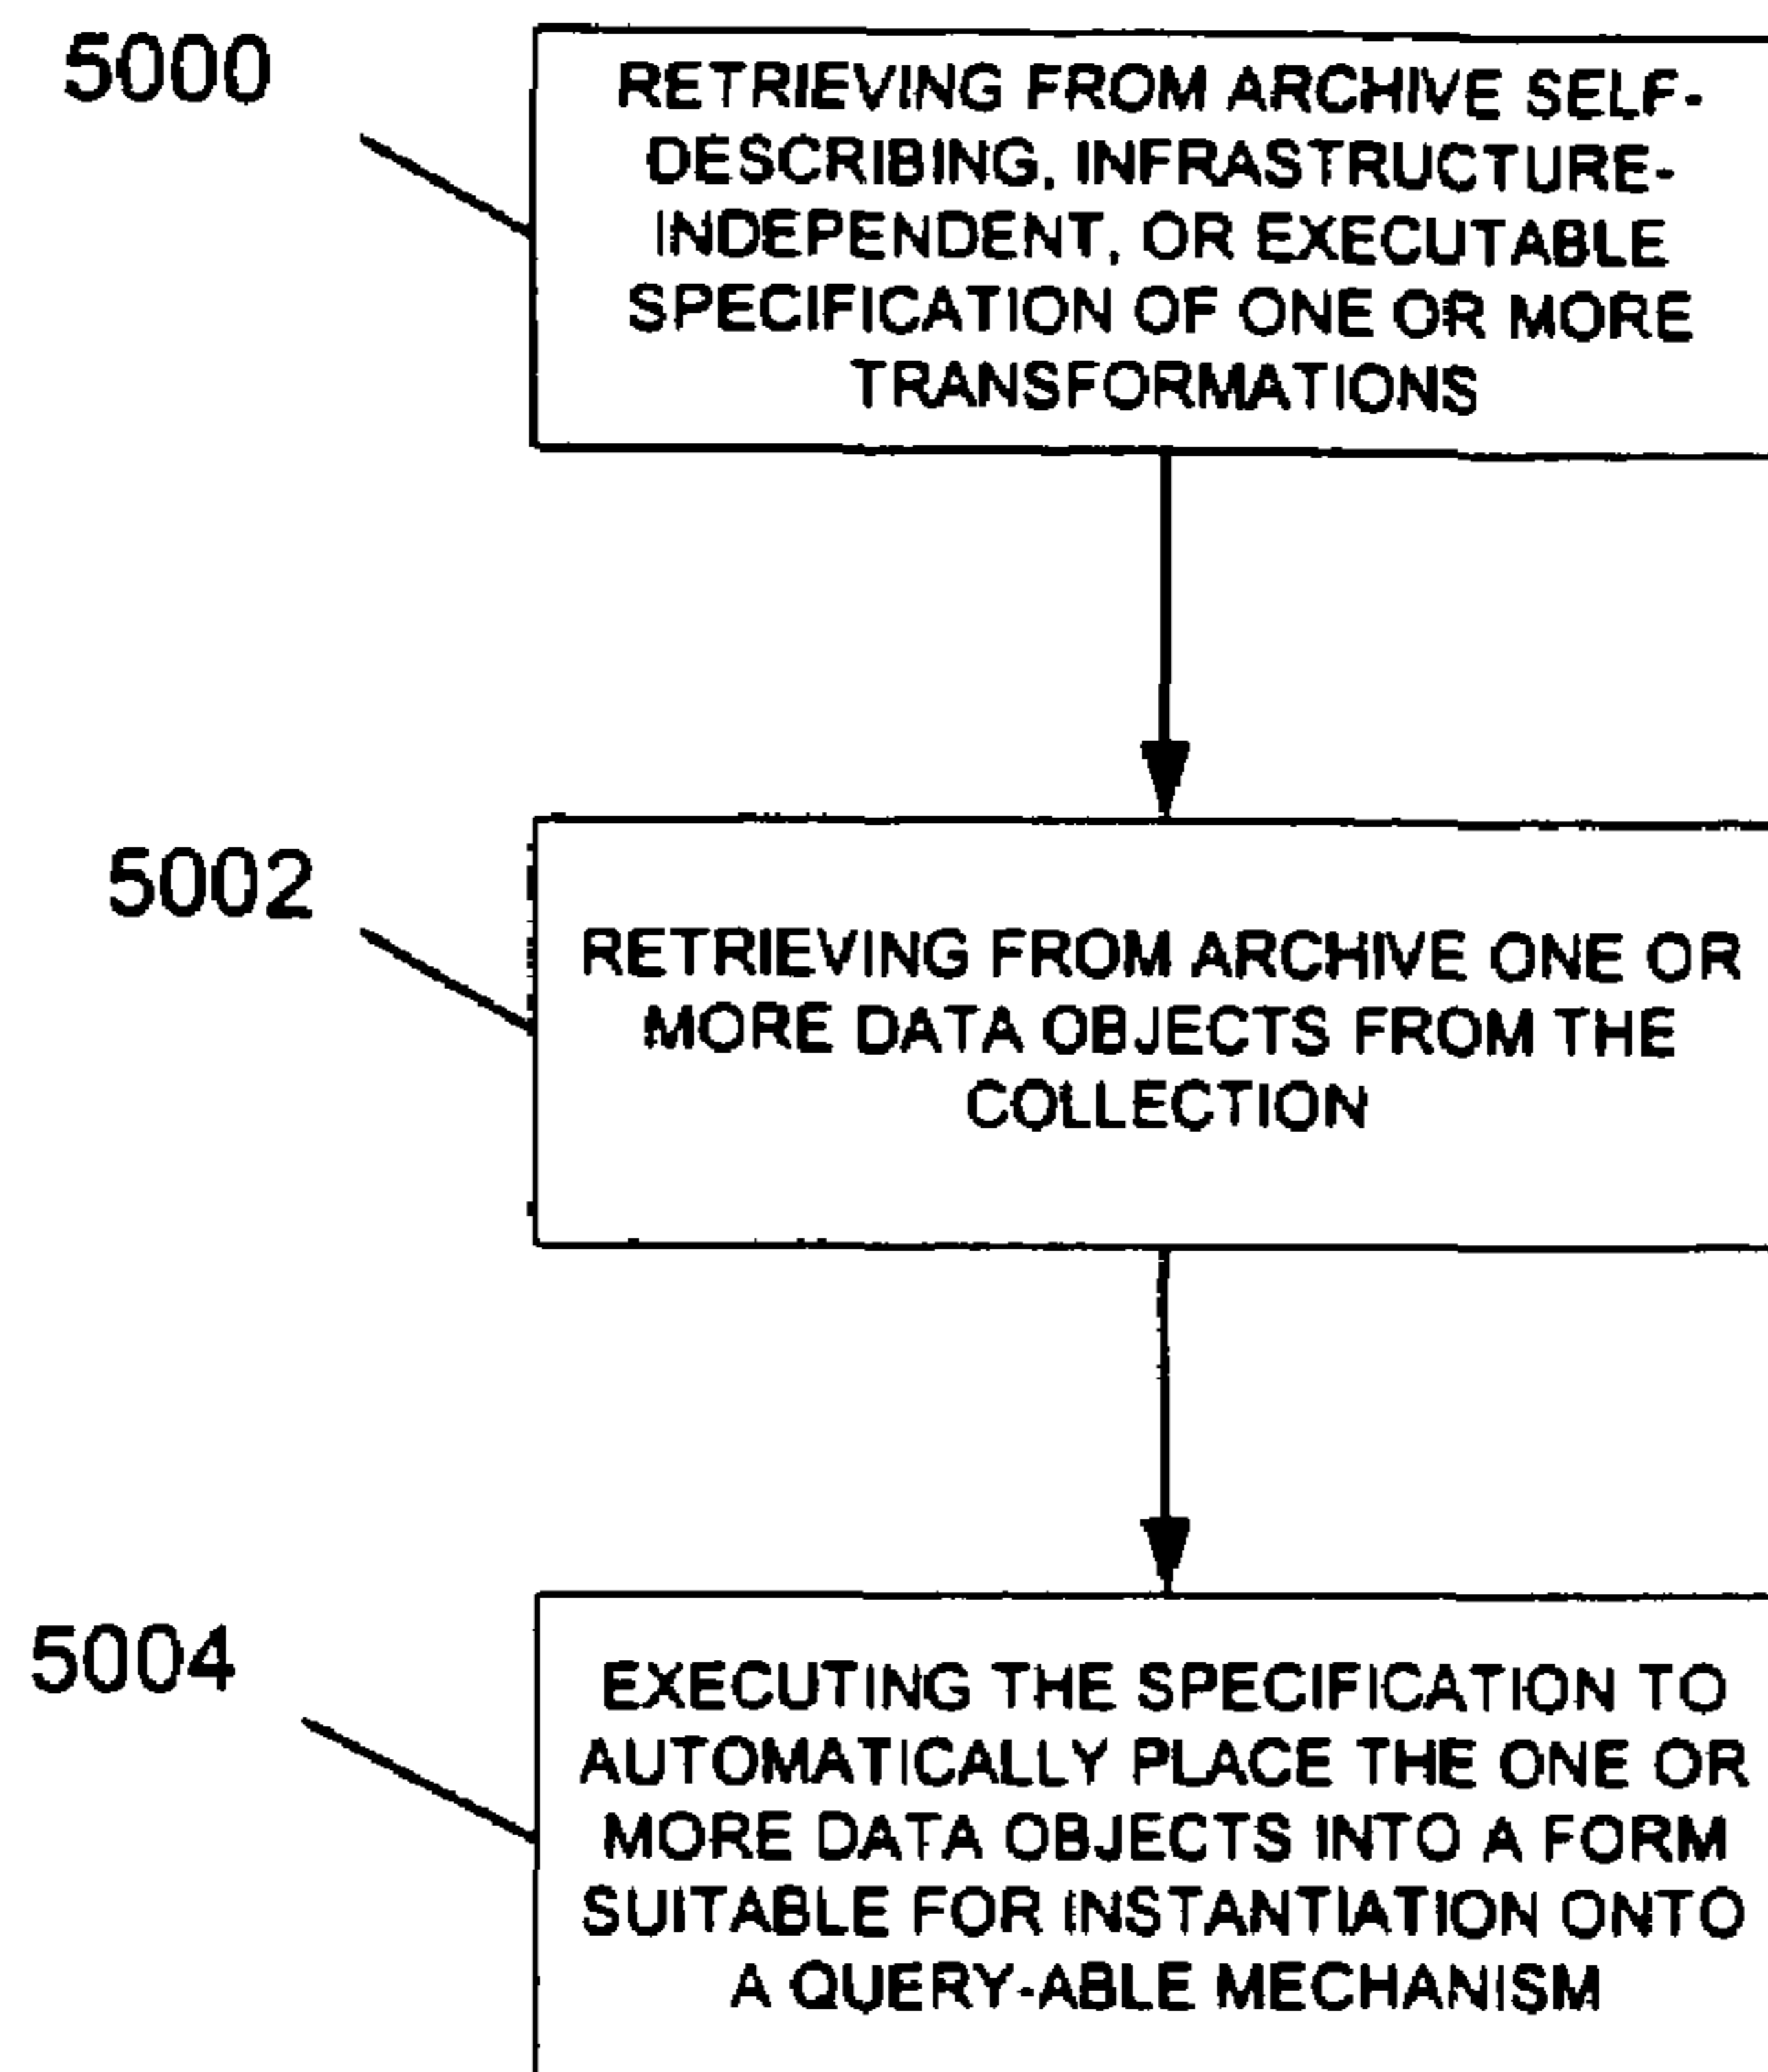 5000
RETRIEVING FROM ARCHIVE SELF-
DESCRIBING, INFRASTRUCTURE-
INDEPENDENT, OR EXECUTABLE
SPECIFICATION OF ONE OR MORE
TRANSFORMATIONS
5002
RETRIEVING FROM ARCHIVE ONE OR
MORE DATA OBJECTS FROM THE
COLLECTION
5004
EXECUTING THE SPECIFICATION TO
AUTOMATICALLY PLACE THE ONE OR
MORE DATA OBJECTS INTO A FORM
SUITABLE FOR INSTANTIATION ONTO
A QUERY-ABLE MECHANISM